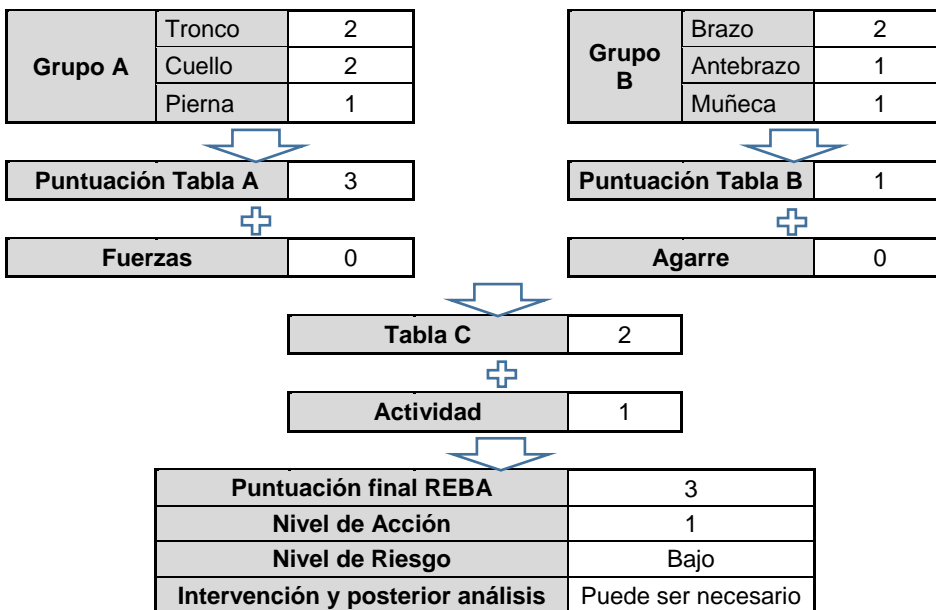 Grupo A
Tronco 2
Cuello 2
Pierna 1
Grupo
B
Brazo 2
Antebrazo 1
Muñeca 1
Puntuación Tabla A 3
Puntuación Tabla B 1
Fuerzas 0
Agarre 0
Tabla C 2
Actividad 1
Puntuación final REBA 3
Nivel de Acción 1
Nivel de Riesgo Bajo
Intervención y posterior análisis Puede ser necesario